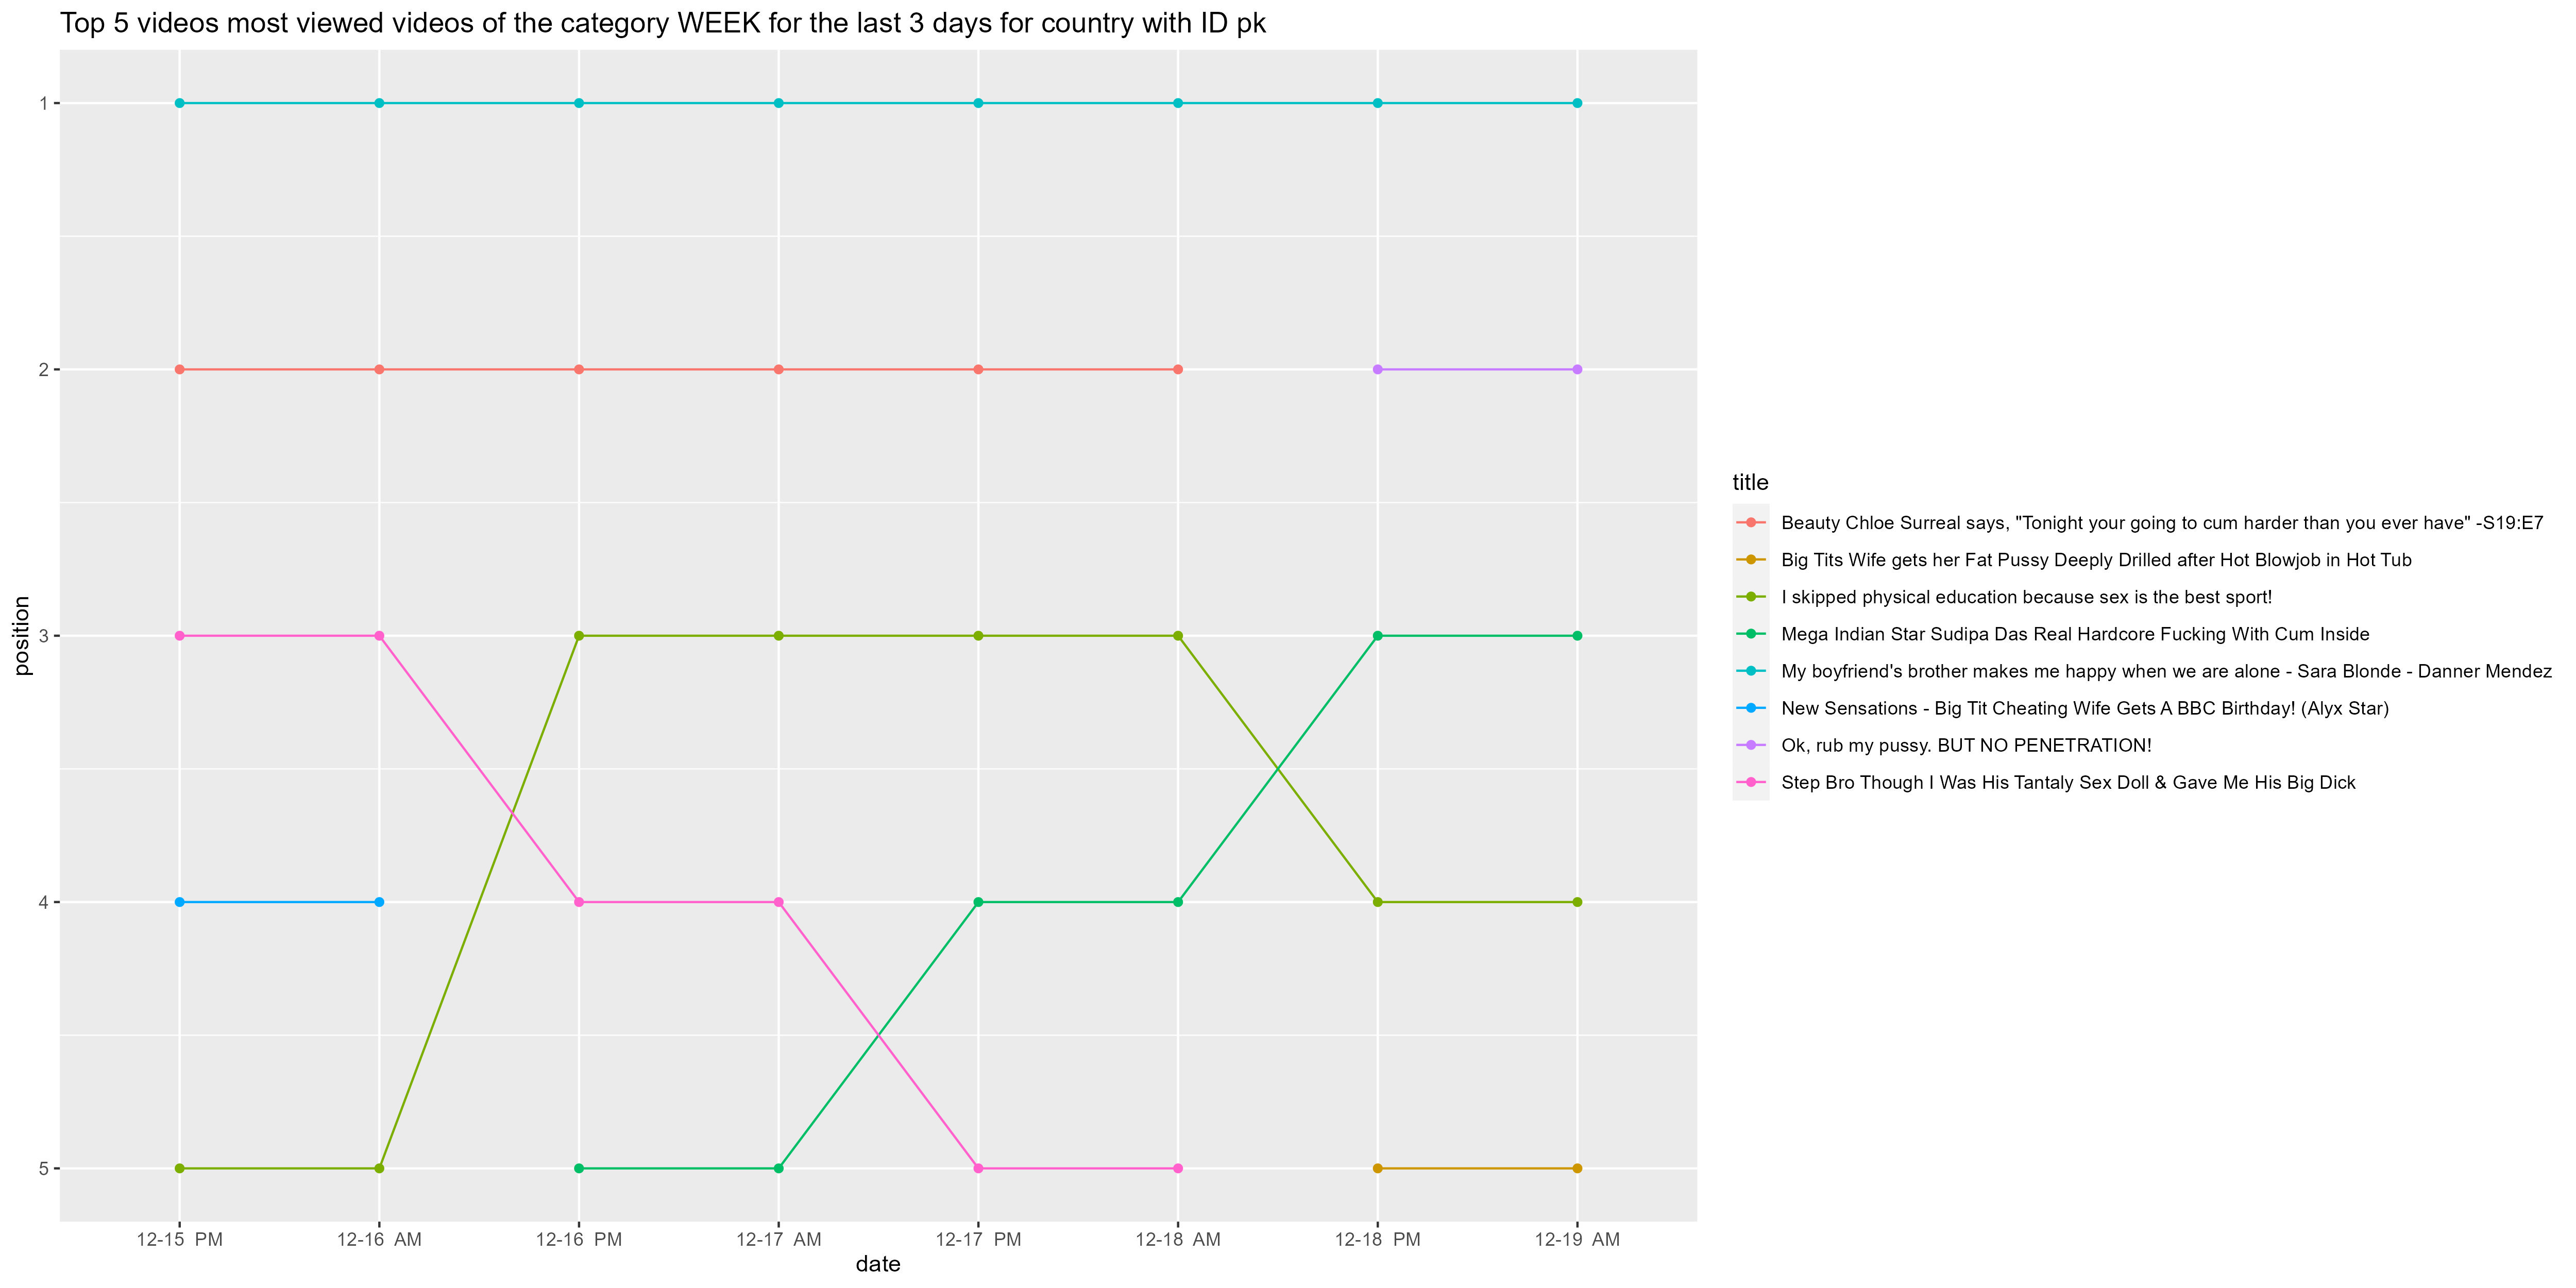 Top 5 videos most viewed videos of the category WEEK for the last 3 days for country with ID pk
position
1
2
3
4
5
12-15 PM
12-16 AM
12-16 PM
12-17 AM
12-17 PM
12-18 AM
12-18 PM
12-19 AM
date
title
Beauty Chloe Surreal says, "Tonight your going to cum harder than you ever have" -S19:E7
Big Tits Wife gets her Fat Pussy Deeply Drilled after Hot Blowjob in Hot Tub
I skipped physical education because sex is the best sport!
Mega Indian Star Sudipa Das Real Hardcore Fucking With Cum Inside
My boyfriend's brother makes me happy when we are alone - Sara Blonde - Danner Mendez
New Sensations - Big Tit Cheating Wife Gets A BBC Birthday! (Alyx Star)
Ok, rub my pussy. BUT NO PENETRATION!
Step Bro Though I Was His Tantaly Sex Doll & Gave Me His Big Dick